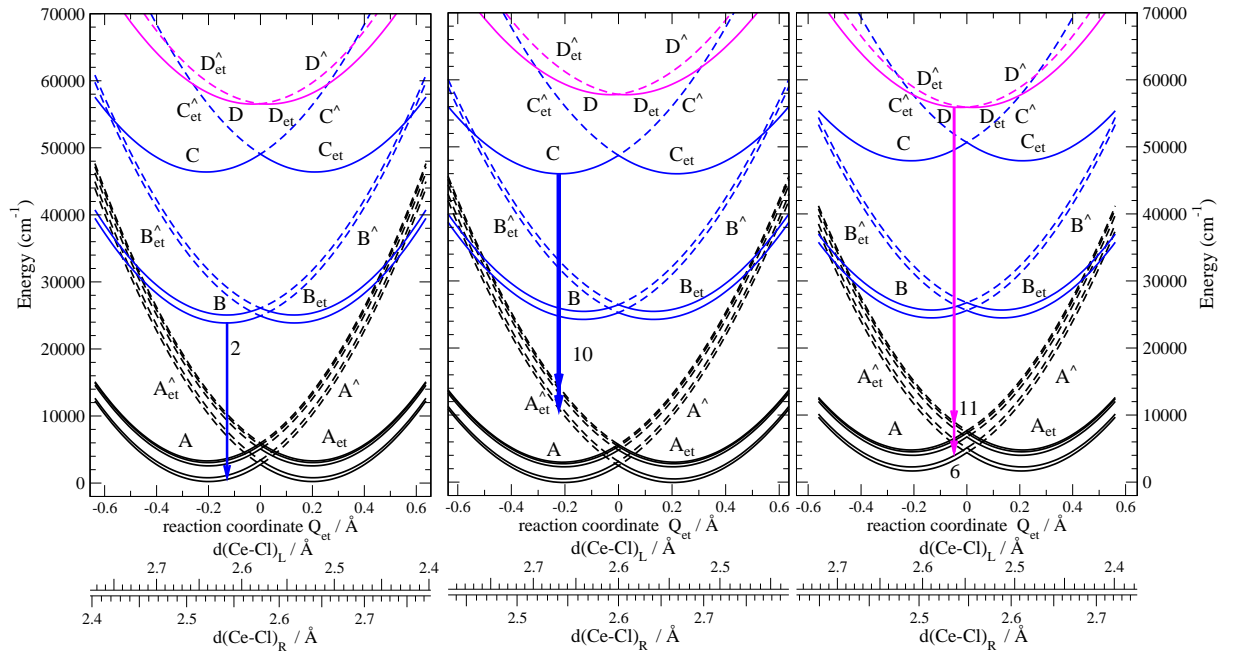 70000
60000
50000
40000
30000
20000
10000
0
Energy (cm⁻¹)
D^et D^
C^et D Det C^
C Cet
B^et B^
B Bet
2
A^et A^
A Aet
-0.6 -0.4 -0.2 0 0.2 0.4 0.6
reaction coordinate Qet / Å
d(Ce-Cl)L / Å
2.7 2.6 2.5 2.4
2.4 2.5 2.6 2.7
d(Ce-Cl)R / Å
D^et D^
D Det
C^et C^
C Cet
B^et B^
B Bet
10
A^et A^
A Aet
-0.6 -0.4 -0.2 0 0.2 0.4 0.6
reaction coordinate Qet / Å
d(Ce-Cl)L / Å
2.7 2.6 2.5
2.5 2.6 2.7
d(Ce-Cl)R / Å
70000
60000
50000
40000
30000
20000
10000
0
Energy (cm⁻¹)
D^et D^
C^et D Det C^
C Cet
B^et B^
B Bet
A^et A^
11
A Aet
6
-0.6 -0.4 -0.2 0 0.2 0.4 0.6
reaction coordinate Qet / Å
d(Ce-Cl)L / Å
2.7 2.6 2.5 2.4
2.5 2.6 2.7
d(Ce-Cl)R / Å